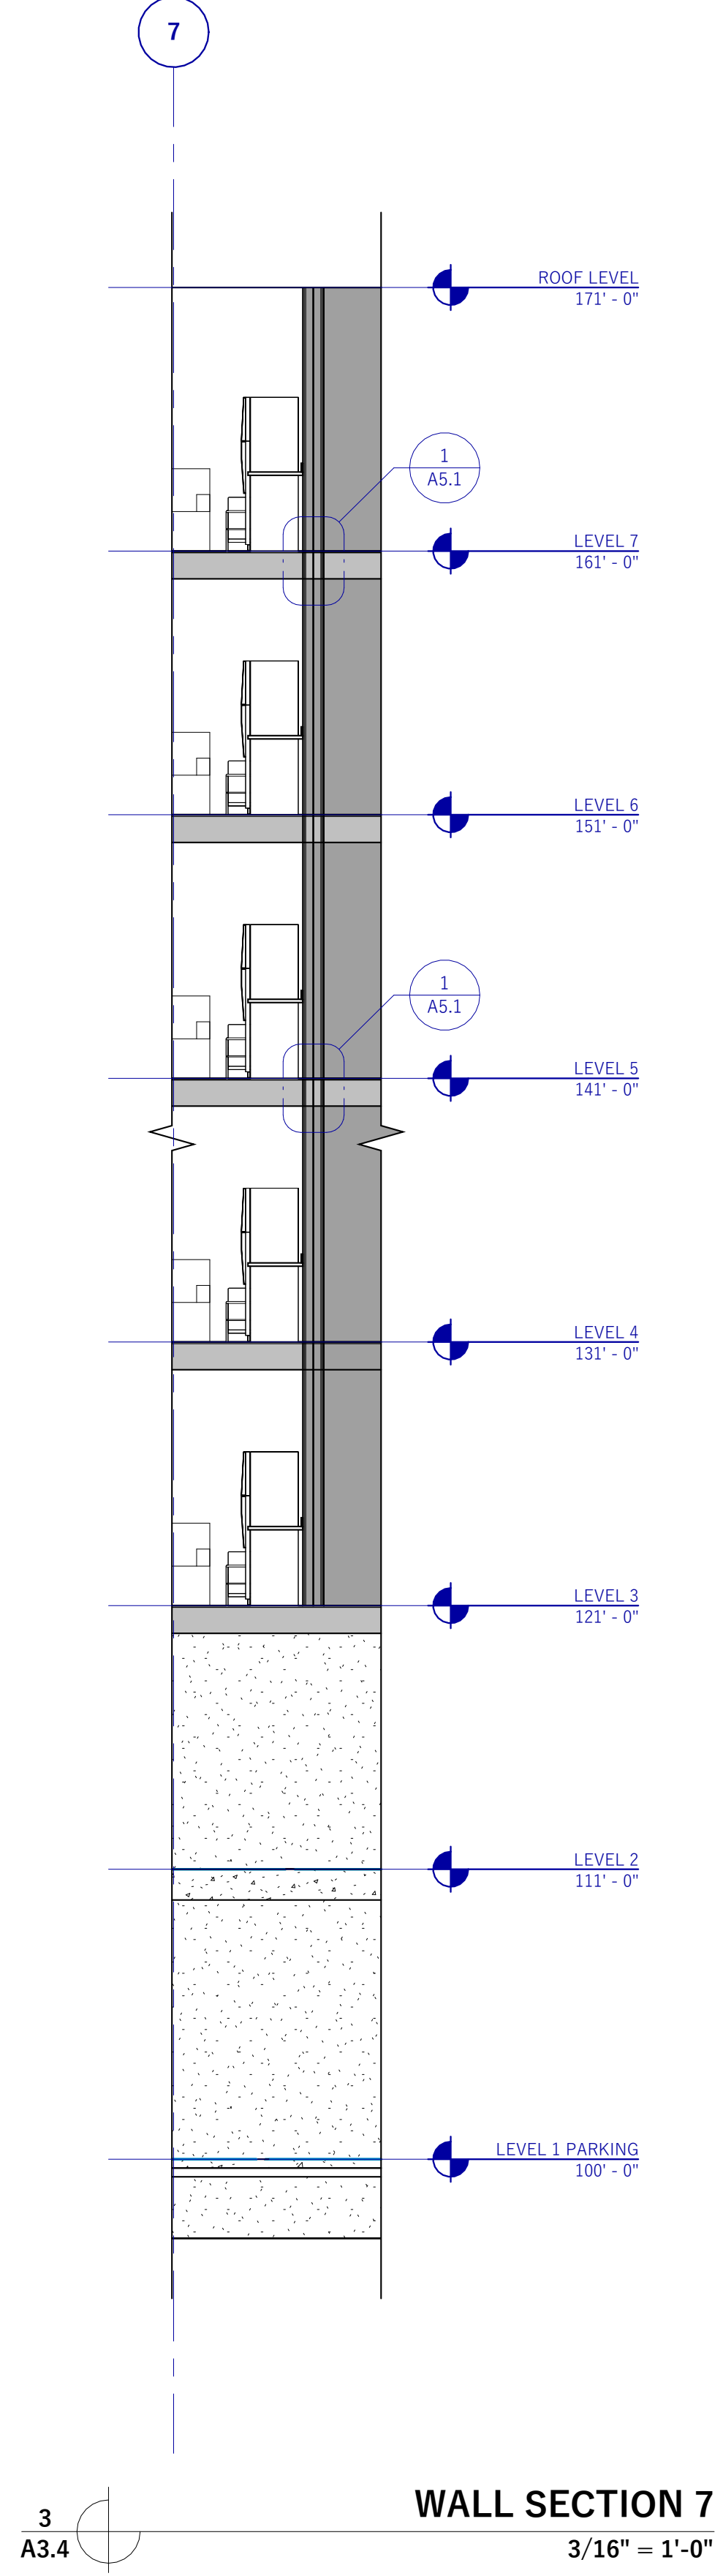 7
ROOF LEVEL
171' - 0"
1
A5.1
LEVEL 7
161' - 0"
LEVEL 6
151' - 0"
1
A5.1
LEVEL 5
141' - 0"
LEVEL 4
131' - 0"
LEVEL 3
121' - 0"
LEVEL 2
111' - 0"
LEVEL 1 PARKING
100' - 0"
WALL SECTION 7
3
A3.4
3/16" = 1'-0"